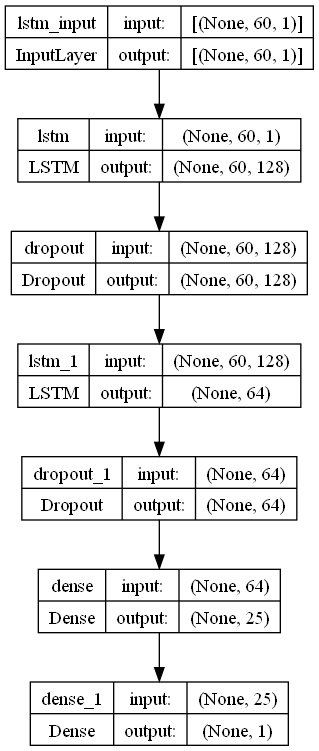 lstm_input input: [(None, 60, 1)]
InputLayer output: [(None, 60, 1)]
lstm input: (None, 60, 1)
LSTM output: (None, 60, 128)
dropout input: (None, 60, 128)
Dropout output: (None, 60, 128)
lstm_1 input: (None, 60, 128)
LSTM output: (None, 64)
dropout_1 input: (None, 64)
Dropout output: (None, 64)
dense input: (None, 64)
Dense output: (None, 25)
dense_1 input: (None, 25)
Dense output: (None, 1)